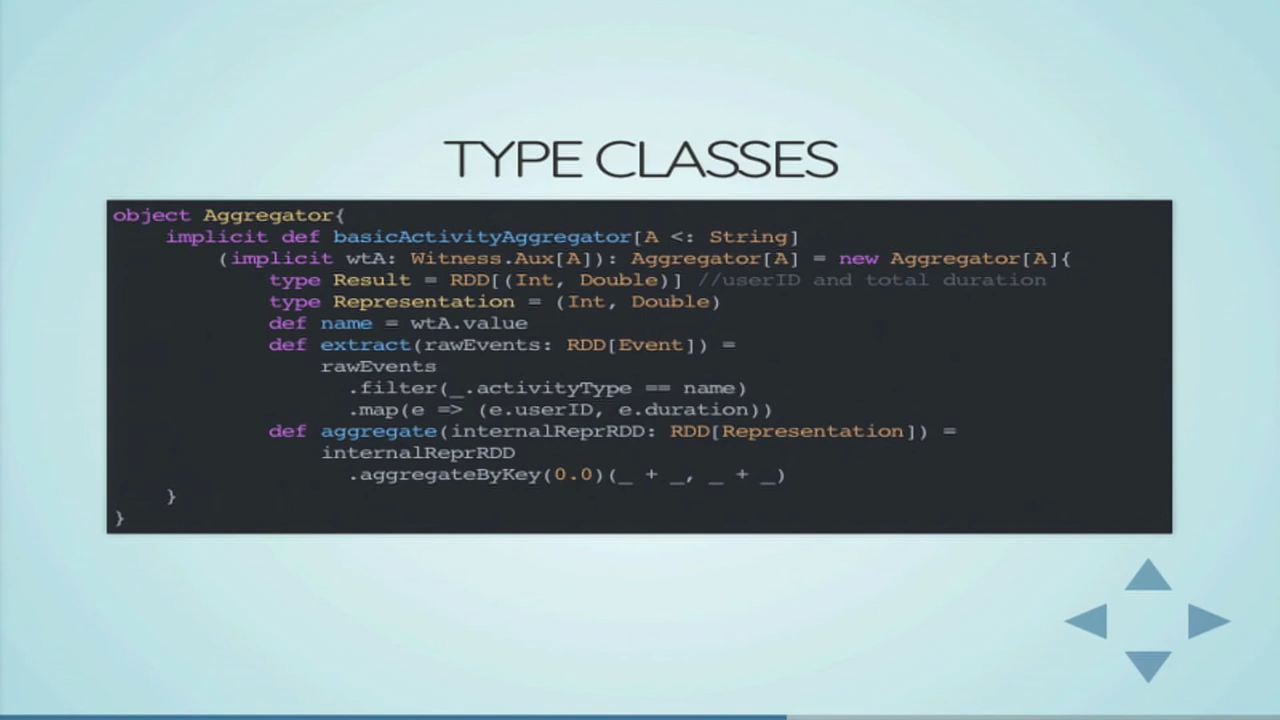 TYPE CLASSES
object Aggregator{
    implicit def basicActivityAggregator[A <: String]
        (implicit wtA: Witness.Aux[A]): Aggregator[A] = new Aggregator[A]{
            type Result = RDD[(Int, Double)] //userID and total duration
            type Representation = (Int, Double)
            def name = wtA.value
            def extract(rawEvents: RDD[Event]) =
                rawEvents
                  .filter(_.activityType == name)
                  .map(e => (e.userID, e.duration))
            def aggregate(internalReprRDD: RDD[Representation]) =
                internalReprRDD
                  .aggregateByKey(0.0)(_ + _, _ + _)
    }
}